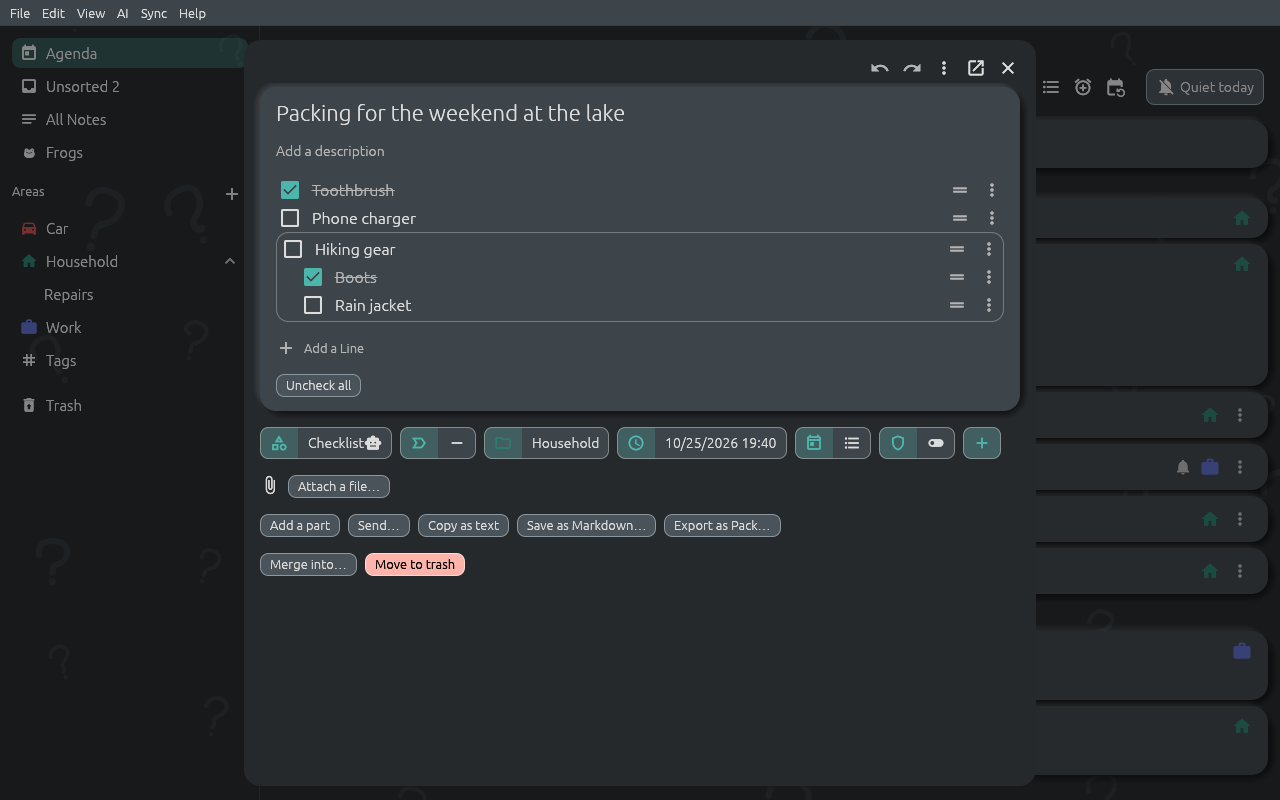 File Edit View AI Sync Help
Agenda
Unsorted 2
All Notes
Frogs
Areas
Car
Household
Repairs
Work
Tags
Trash
Quiet today
Packing for the weekend at the lake
Add a description
Toothbrush
Phone charger
Hiking gear
Boots
Rain jacket
Add a Line
Uncheck all
Checklist
Household
10/25/2026 19:40
Attach a file…
Add a part Send… Copy as text Save as Markdown… Export as Pack…
Merge into… Move to trash